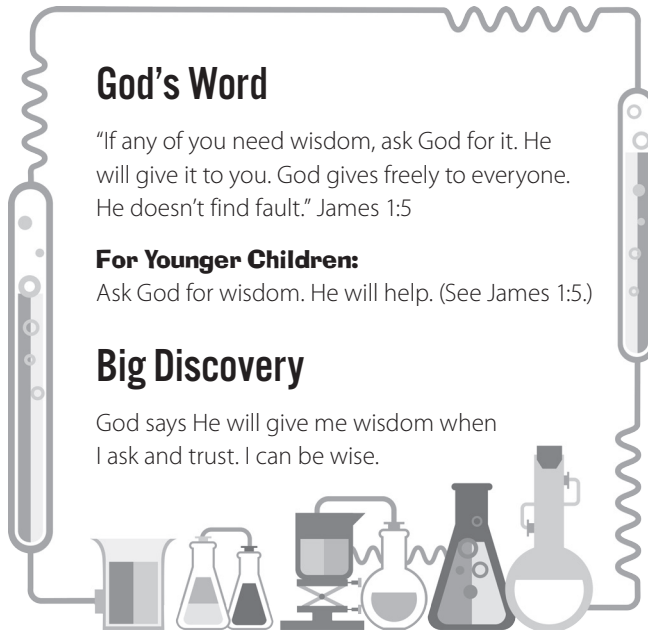 God’s Word
“If any of you need wisdom, ask God for it. He
will give it to you. God gives freely to everyone.
He doesn’t find fault.” James 1:5
For Younger Children:
Ask God for wisdom. He will help. (See James 1:5.)
Big Discovery
God says He will give me wisdom when
I ask and trust. I can be wise.